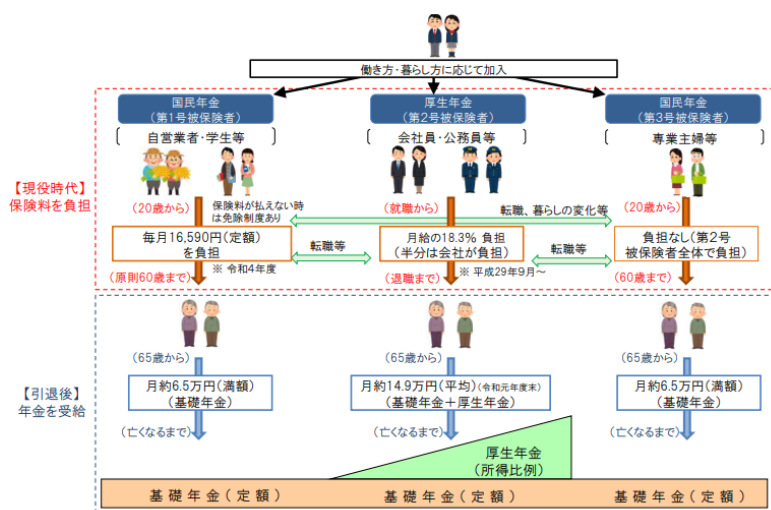 働き方・暮らし方に応じて加入
国民年金
(第1号被保険者)
厚生年金
(第2号被保険者)
国民年金
(第3号被保険者)
自営業者・学生等
会社員・公務員等
専業主婦等
【現役時代】
保険料を負担
(20歳から)
保険料が払えない時
は免除制度あり
(就職から)
転職、暮らしの変化等
(20歳から)
毎月16,590円(定額)
を負担
転職等
月給の18.3% 負担
(半分は会社が負担)
転職等
負担なし(第2号
被保険者全体で負担)
(原則60歳まで)
※ 令和4年度
(退職まで)
※ 平成29年9月~
(60歳まで)
【引退後】
年金を受給
(65歳から)
(65歳から)
(65歳から)
月約6.5万円(満額)
(基礎年金)
月約14.9万円(平均)(令和元年度末)
(基礎年金+厚生年金)
月約6.5万円(満額)
(基礎年金)
(亡くなるまで)
(亡くなるまで)
(亡くなるまで)
厚生年金
(所得比例)
基礎年金(定額)
基礎年金(定額)
基礎年金(定額)